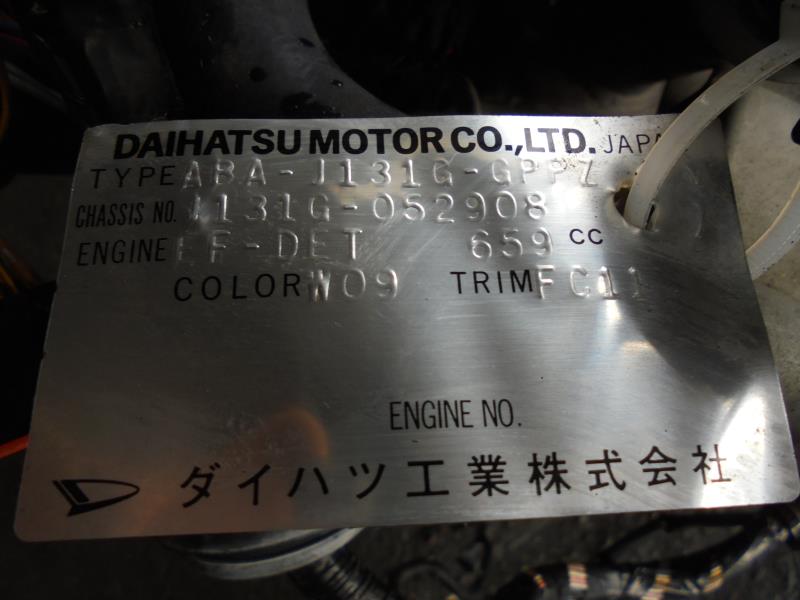 DAIHATSU MOTOR CO., LTD. JAPA
TYPE ABA-J131G-GPPZ
CHASSIS NO. J131G-052908
ENGINE EF-DET 659 CC
COLOR W09 TRIM FC11
ENGINE NO.
ダイハツ工業株式会社